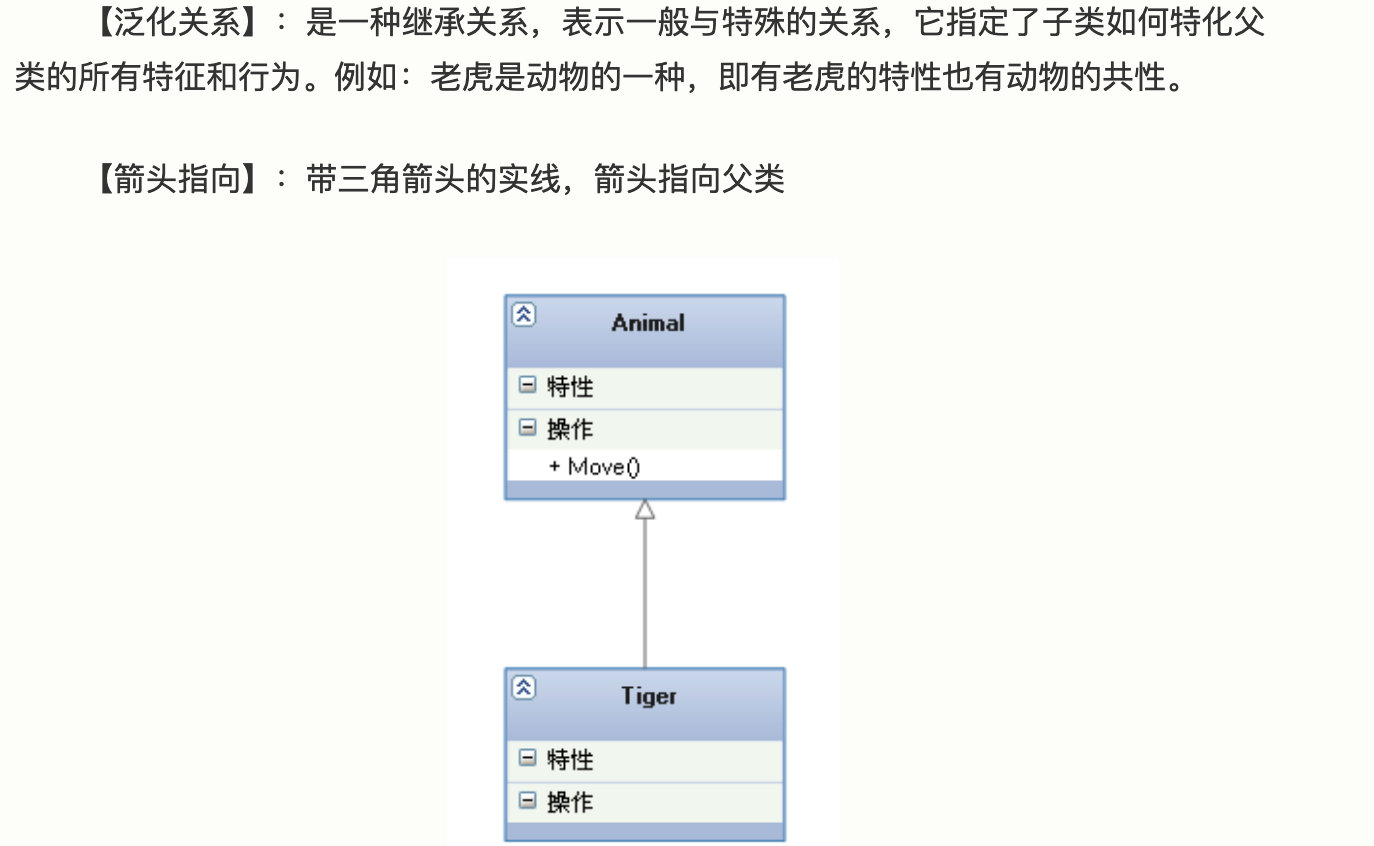 【泛化关系】：是一种继承关系，表示一般与特殊的关系，它指定了子类如何特化父
类的所有特征和行为。例如：老虎是动物的一种，即有老虎的特性也有动物的共性。
【箭头指向】：带三角箭头的实线，箭头指向父类
Animal
特性
操作
+ Move()
Tiger
特性
操作